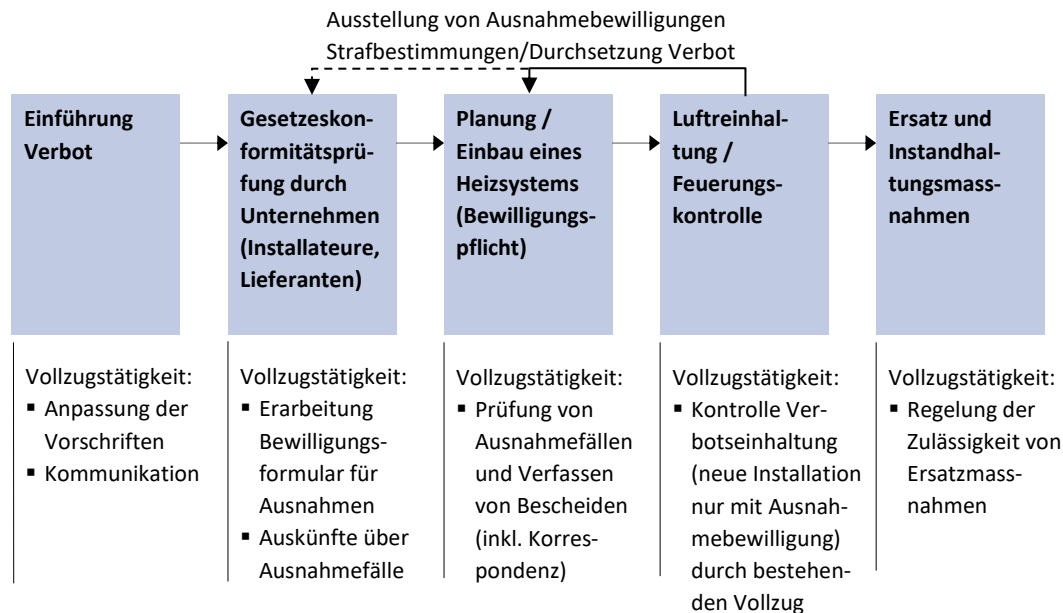 Ausstellung von Ausnahmebewilligungen
Strafbestimmungen/Durchsetzung Verbot
Einführung
Verbot
Gesetzeskon-
formitätsprü-
fung durch
Unternehmen
(Installateure,
Lieferanten)
Planung /
Einbau eines
Heizsystems
(Bewilligungs-
pflicht)
Luftreinhal-
tung /
Feuerungs-
kontrolle
Ersatz und
Instandhal-
tungsmass-
nahmen
Vollzugstätigkeit:
▪ Anpassung der
Vorschriften
▪ Kommunikation
Vollzugstätigkeit:
▪ Erarbeitung
Bewilligungs-
formular für
Ausnahmen
▪ Auskünfte über
Ausnahmefälle
Vollzugstätigkeit:
▪ Prüfung von
Ausnahmefällen
und Verfassen
von Bescheiden
(inkl. Korres-
pondenz)
Vollzugstätigkeit:
▪ Kontrolle Ver-
botseinhaltung
(neue Installation
nur mit Ausnah-
mebewilligung)
durch bestehen-
den Vollzug
Vollzugstätigkeit:
▪ Regelung der
Zulässigkeit von
Ersatzmass-
nahmen